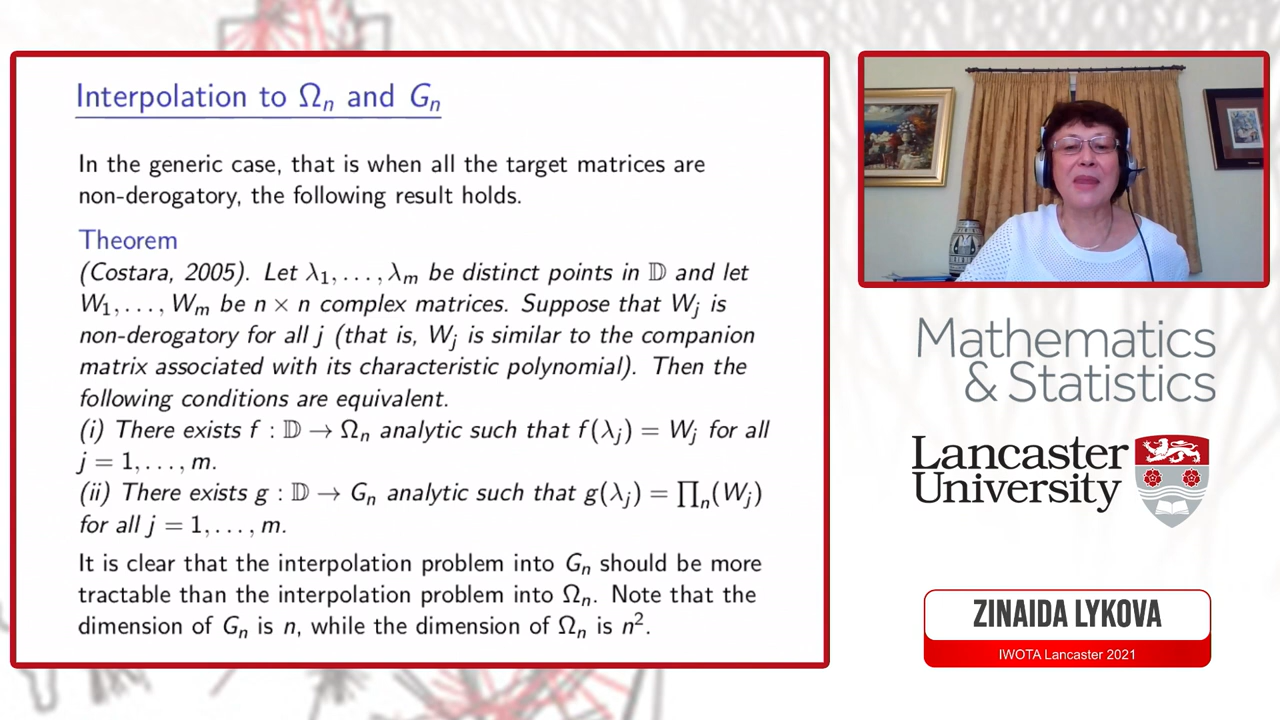 Interpolation to Ωₙ and Gₙ
In the generic case, that is when all the target matrices are
non-derogatory, the following result holds.
Theorem
(Costara, 2005). Let λ₁, . . . , λₘ be distinct points in 𝔻 and let
W₁, . . . , Wₘ be n × n complex matrices. Suppose that Wⱼ is
non-derogatory for all j (that is, Wⱼ is similar to the companion
matrix associated with its characteristic polynomial). Then the
following conditions are equivalent.
(i) There exists f : 𝔻 → Ωₙ analytic such that f(λⱼ) = Wⱼ for all
j = 1, . . . , m.
(ii) There exists g : 𝔻 → Gₙ analytic such that g(λⱼ) = ∏ₙ(Wⱼ)
for all j = 1, . . . , m.
It is clear that the interpolation problem into Gₙ should be more
tractable than the interpolation problem into Ωₙ. Note that the
dimension of Gₙ is n, while the dimension of Ωₙ is n².
Mathematics
& Statistics
Lancaster
University
ZINAIDA LYKOVA
IWOTA Lancaster 2021